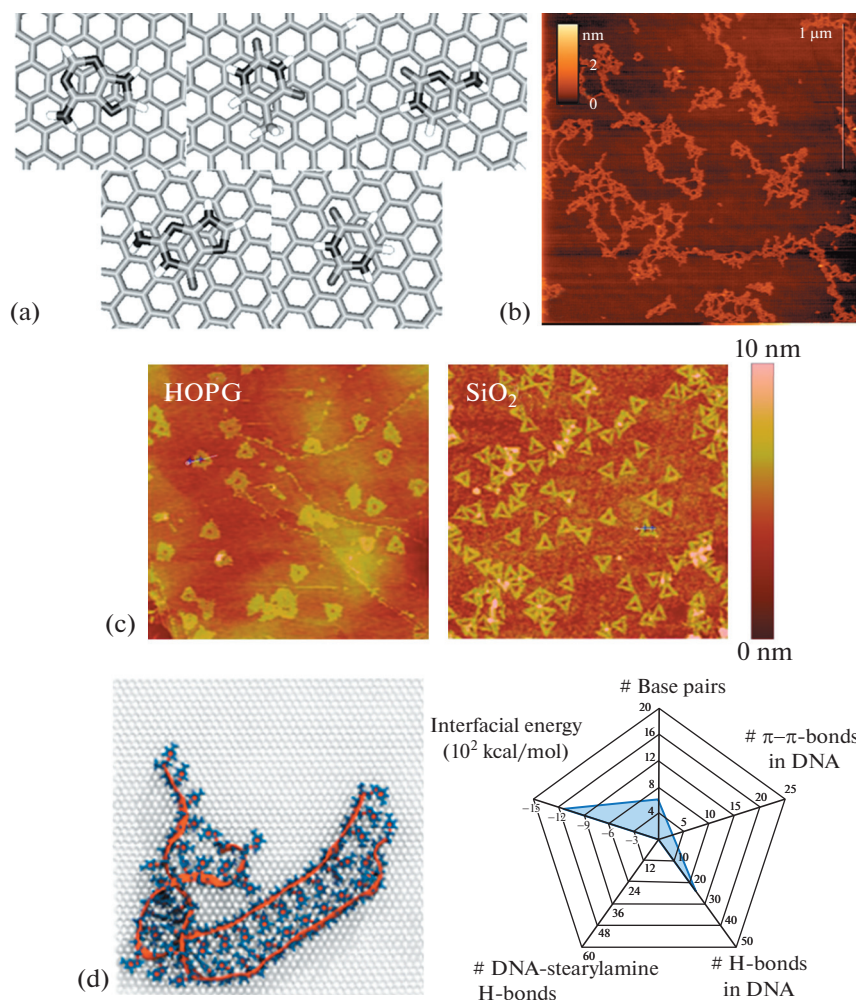 (a)
nm
2
0
1 μm
(b)
HOPG
SiO₂
10 nm
0 nm
(c)
(d)
# Base pairs
20
16
12
8
4
Interfacial energy
(10² kcal/mol)
−15
−12
−9
−6
−3
# π–π-bonds
in DNA
5
10
15
20
25
10
20
30
40
50
# H-bonds
in DNA
12
24
36
48
60
# DNA-stearylamine
H-bonds